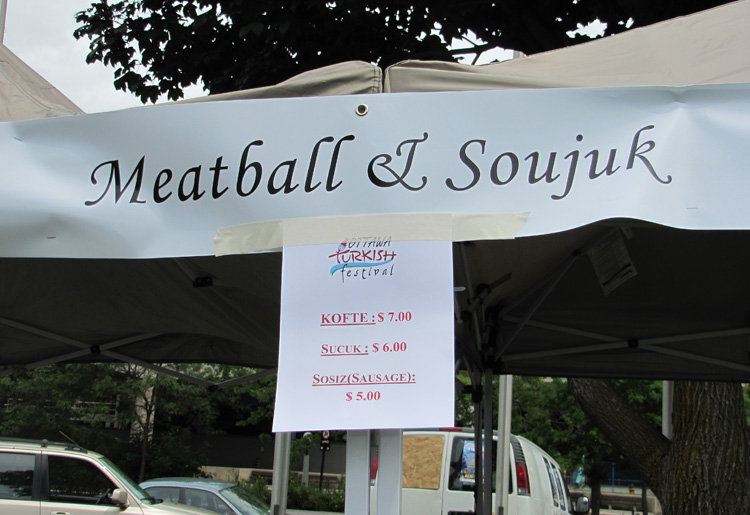 Meatball & Soujuk
OTTAWA
TURKISH
festival
KOFTE : $ 7.00
SUCUK : $ 6.00
SOSIZ(SAUSAGE):
$ 5.00